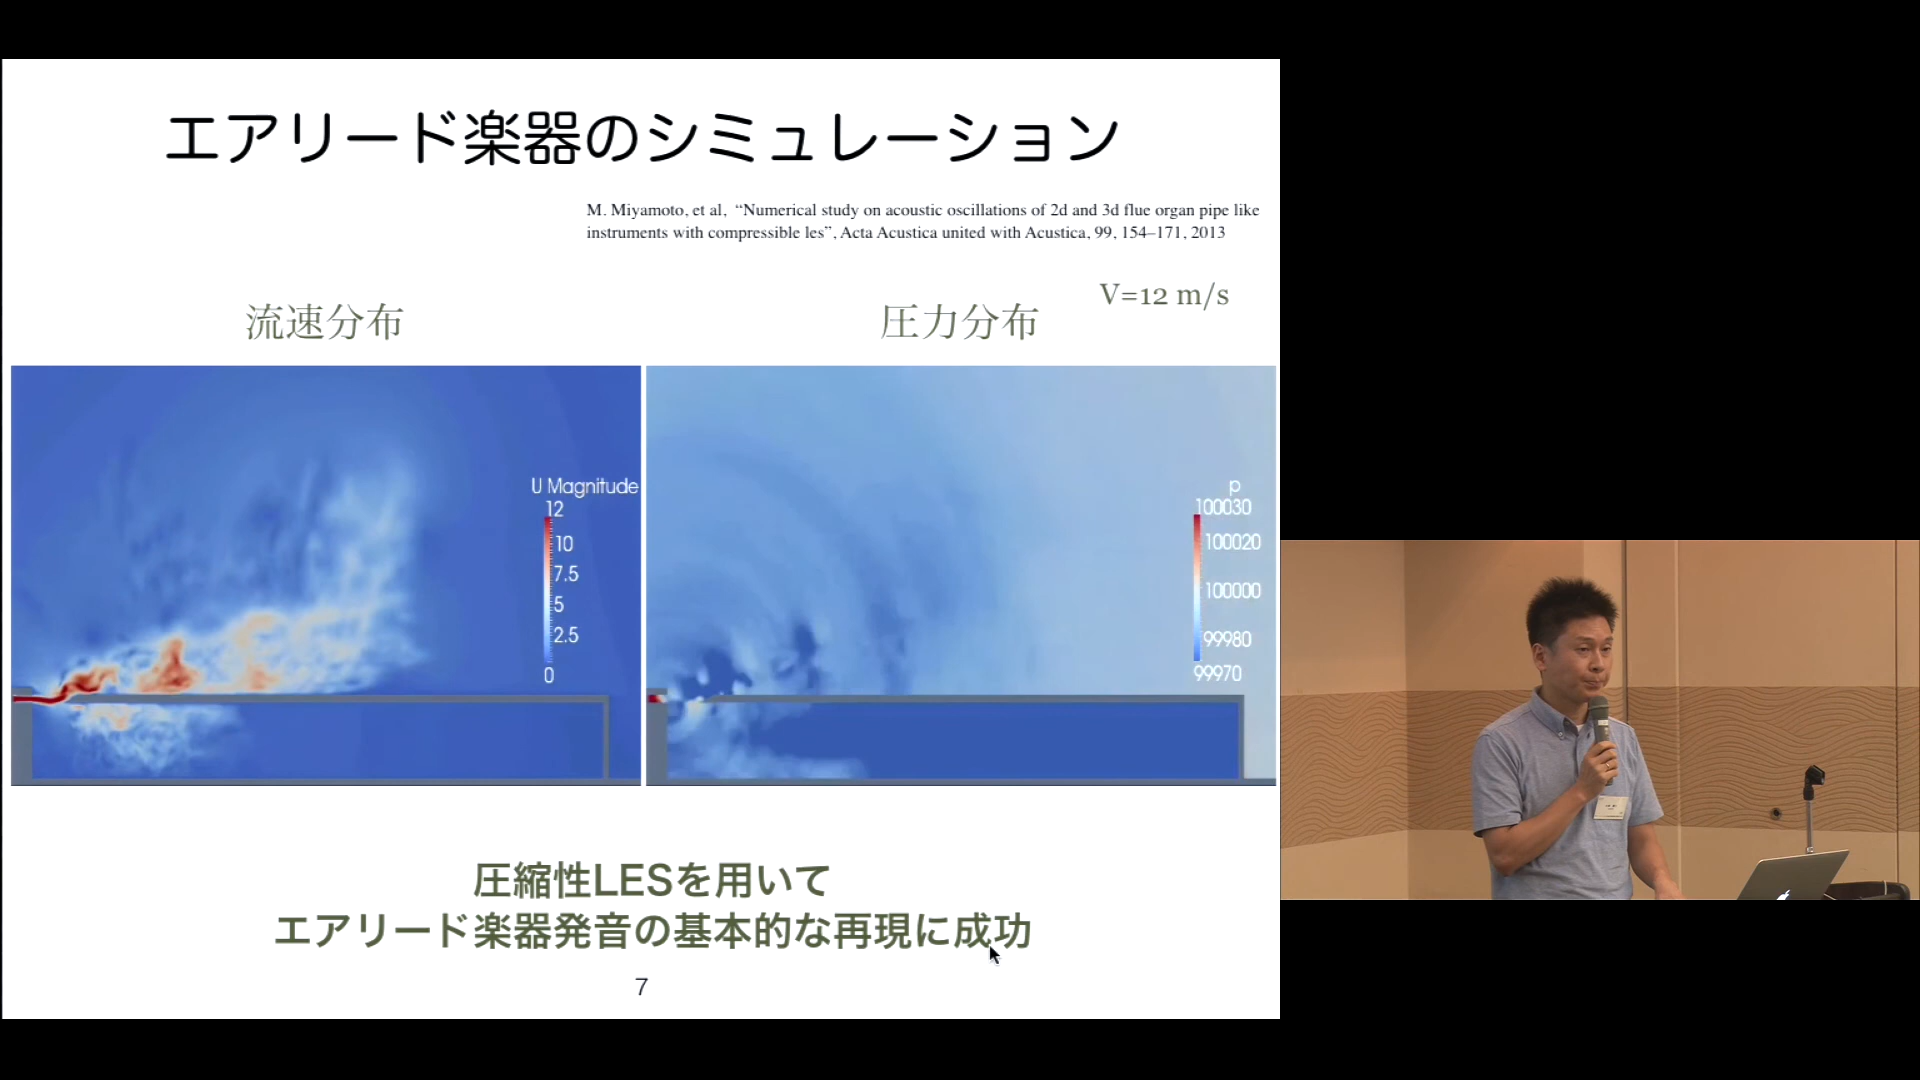 エアリード楽器のシミュレーション
M. Miyamoto, et al, “Numerical study on acoustic oscillations of 2d and 3d flue organ pipe like
instruments with compressible les”, Acta Acustica united with Acustica, 99, 154–171, 2013
V=12 m/s
流速分布
圧力分布
U Magnitude
12
10
7.5
5
2.5
0
p
100030
100020
100000
99980
99970
圧縮性LESを用いて
エアリード楽器発音の基本的な再現に成功
7